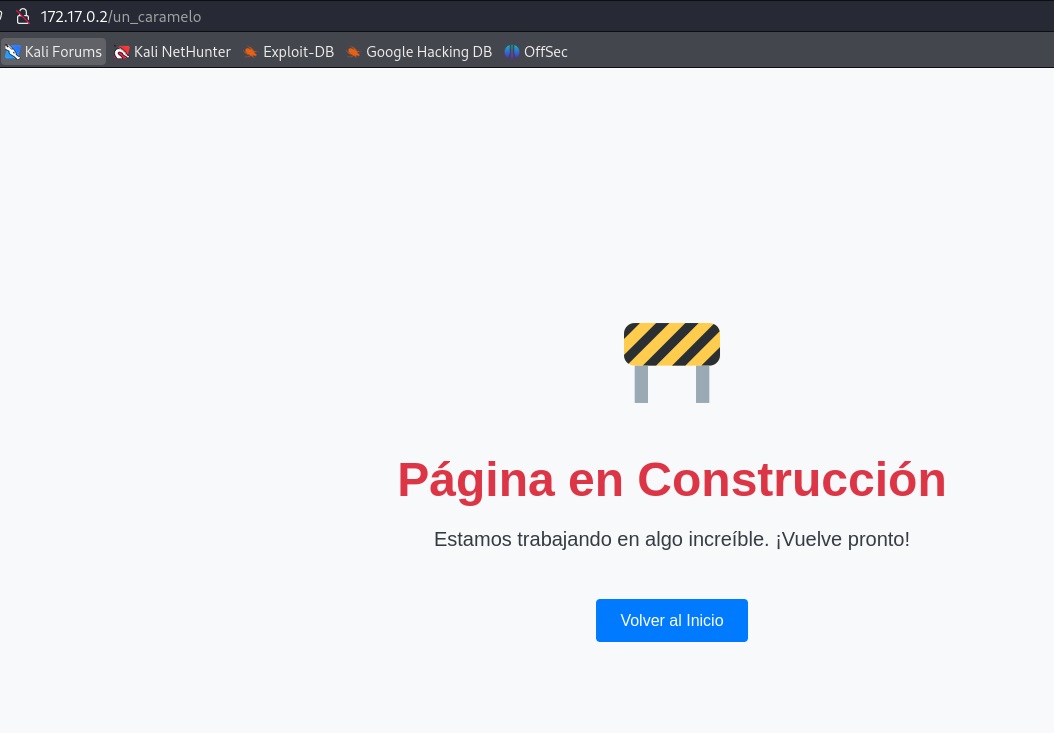 172.17.0.2/un_caramelo
Kali Forums Kali NetHunter Exploit-DB Google Hacking DB OffSec
Página en Construcción
Estamos trabajando en algo increíble. ¡Vuelve pronto!
Volver al Inicio